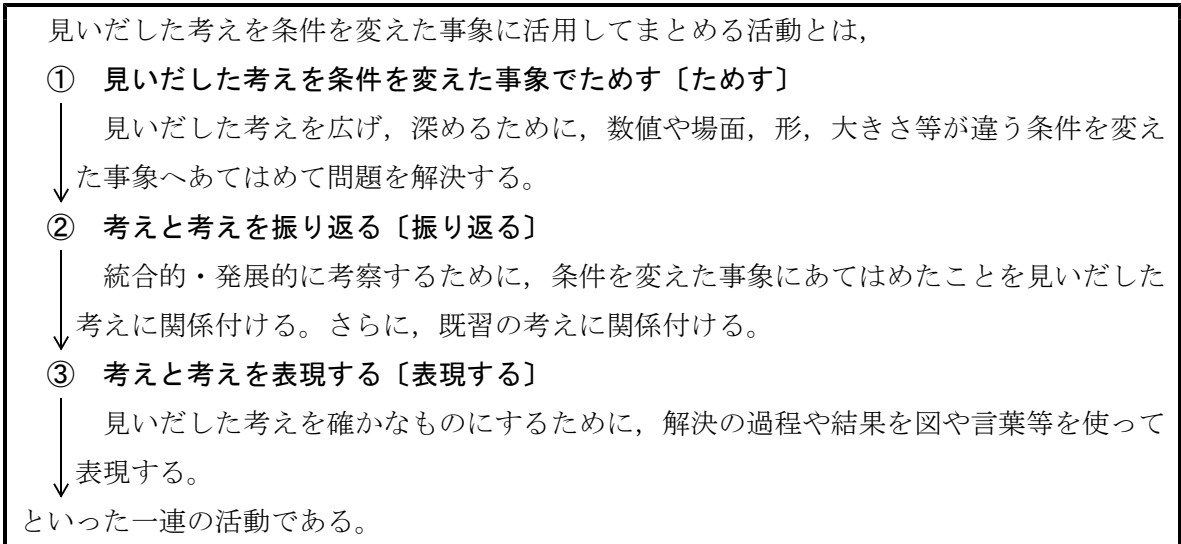 見いだした考えを条件を変えた事象に活用してまとめる活動とは，
① 見いだした考えを条件を変えた事象でためす〔ためす〕
見いだした考えを広げ，深めるために，数値や場面，形，大きさ等が違う条件を変え
た事象へあてはめて問題を解決する。
② 考えと考えを振り返る〔振り返る〕
統合的・発展的に考察するために，条件を変えた事象にあてはめたことを見いだした
考えに関係付ける。さらに，既習の考えに関係付ける。
③ 考えと考えを表現する〔表現する〕
見いだした考えを確かなものにするために，解決の過程や結果を図や言葉等を使って
表現する。
といった一連の活動である。